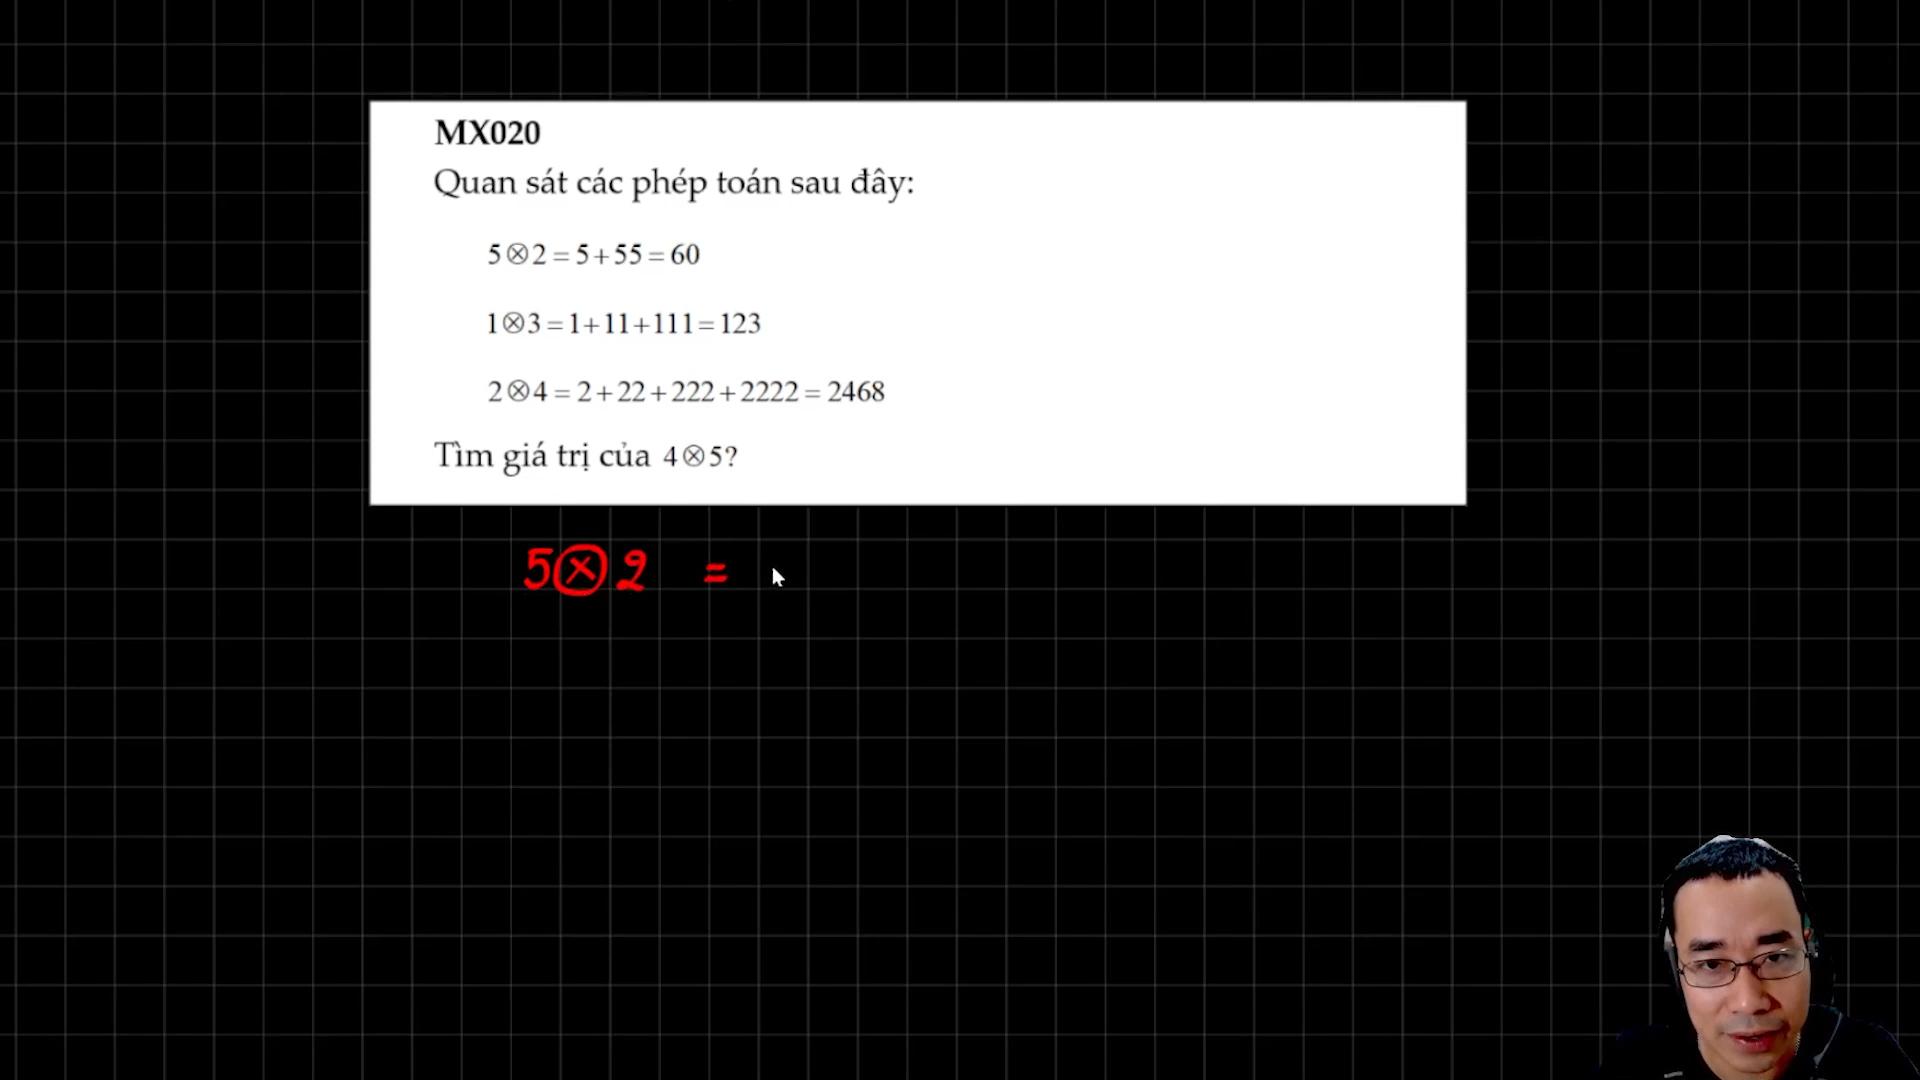 MX020
Quan sát các phép toán sau đây:
5⊗2=5+55=60
1⊗3=1+11+111=123
2⊗4=2+22+222+2222=2468
Tìm giá trị của 4⊗5?
5⊗2 =